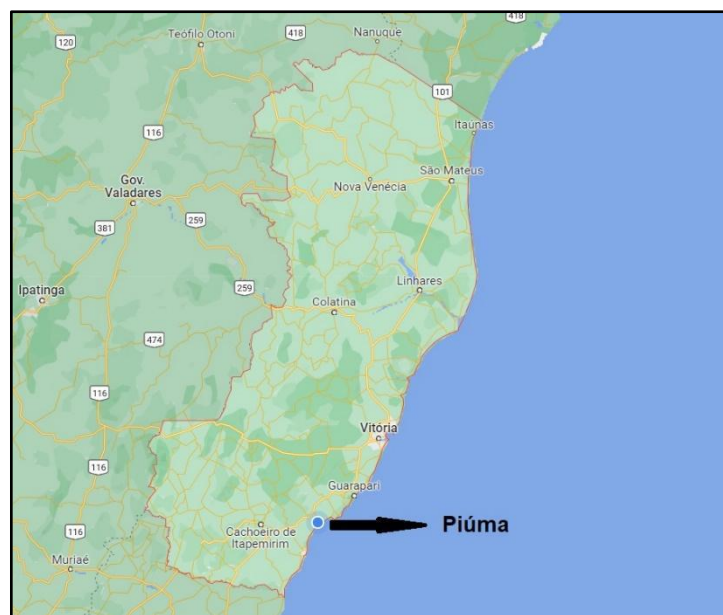 418
Teófilo Otoni
120
418
Nanuque
101
116
Itaunas
São Mateus
Nova Venécia
Gov.
Valadares
259
381
Ipatinga
259
Linhares
Colatina
474
116
Vitória
116
Guarapari
Piúma
Cachoeiro de
Itapemirim
116
Muriaé